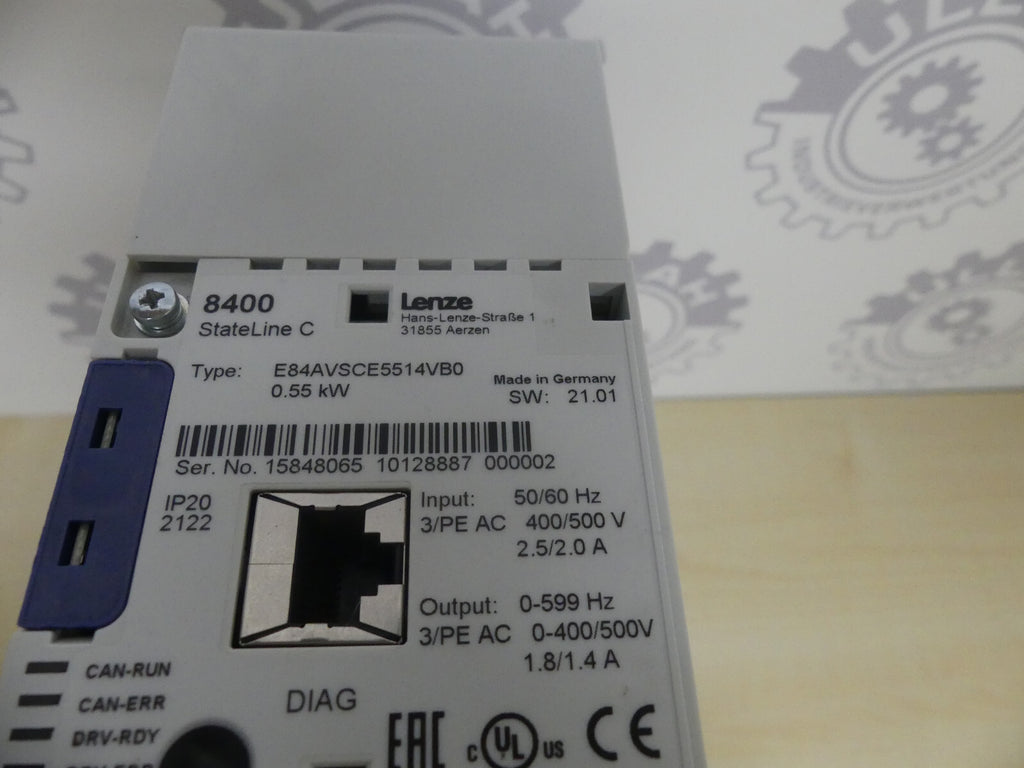 8400
StateLine C
Lenze
Hans-Lenze-Straße 1
31855 Aerzen
Type: E84AVSCE5514VB0
0.55 kW
Made in Germany
SW: 21.01
Ser. No. 15848065 10128887 000002
IP20
2122
Input: 50/60 Hz
3/PE AC 400/500 V
2.5/2.0 A
Output: 0-599 Hz
3/PE AC 0-400/500V
1.8/1.4 A
CAN-RUN
CAN-ERR
DRV-RDY
DIAG
EAC
c UL us
CE